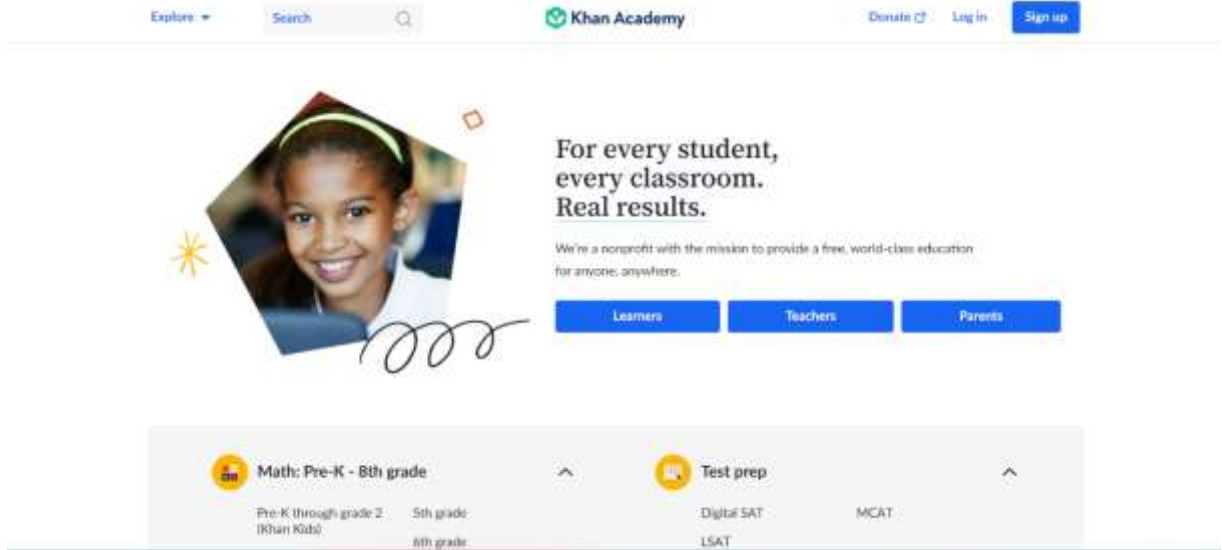 Explore
Search
Khan Academy
Donate
Log in
Sign up
For every student,
every classroom.
Real results.
We're a nonprofit with the mission to provide a free, world-class education
for anyone, anywhere.
Learners
Teachers
Parents
Math: Pre-K - 8th grade
Pre-K through grade 2
(Khan Kids)
5th grade
6th grade
Test prep
Digital SAT
MCAT
LSAT